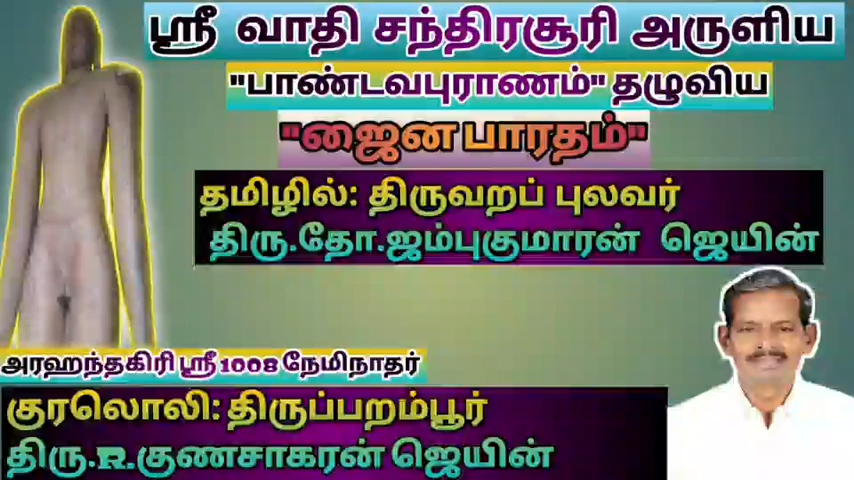 ஸ்ரீ வாதி சந்திரசூரி அருளிய
"பாண்டவபுராணம்" தழுவிய
"ஜைன பாரதம்"
தமிழில்: திருவறப் புலவர்
திரு.தோ.ஜம்புகுமாரன் ஜெயின்
அரஹந்தகிரி ஸ்ரீ 1008 நேமிநாதர்
குரலொலி: திருப்பறம்பூர்
திரு.R.குணசாகரன் ஜெயின்